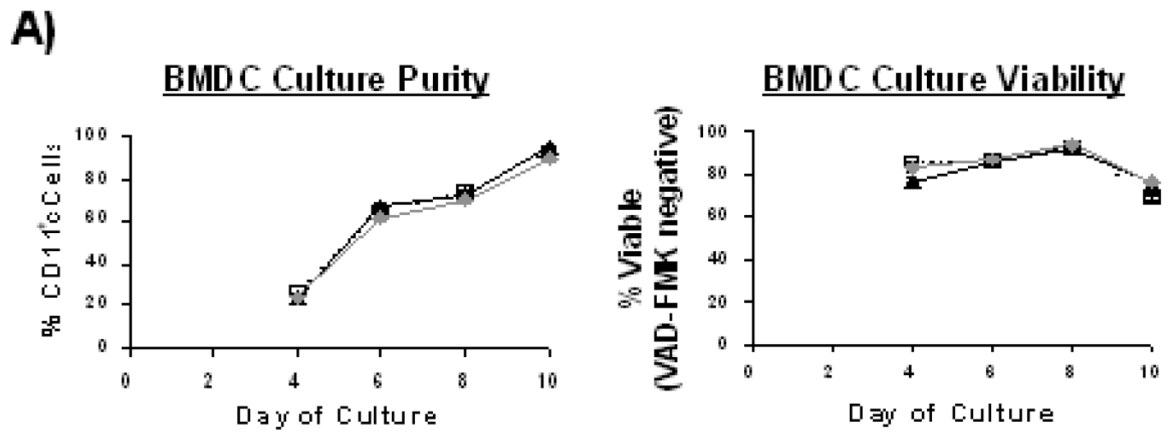 A)
BMDC Culture Purity
% CD11⁺c Cells
100
80
60
40
20
0
0 2 4 6 8 10
Day of Culture
BMDC Culture Viability
% Viable
(VAD-FMK negative)
100
80
60
40
20
0
0 2 4 6 8 10
Day of Culture